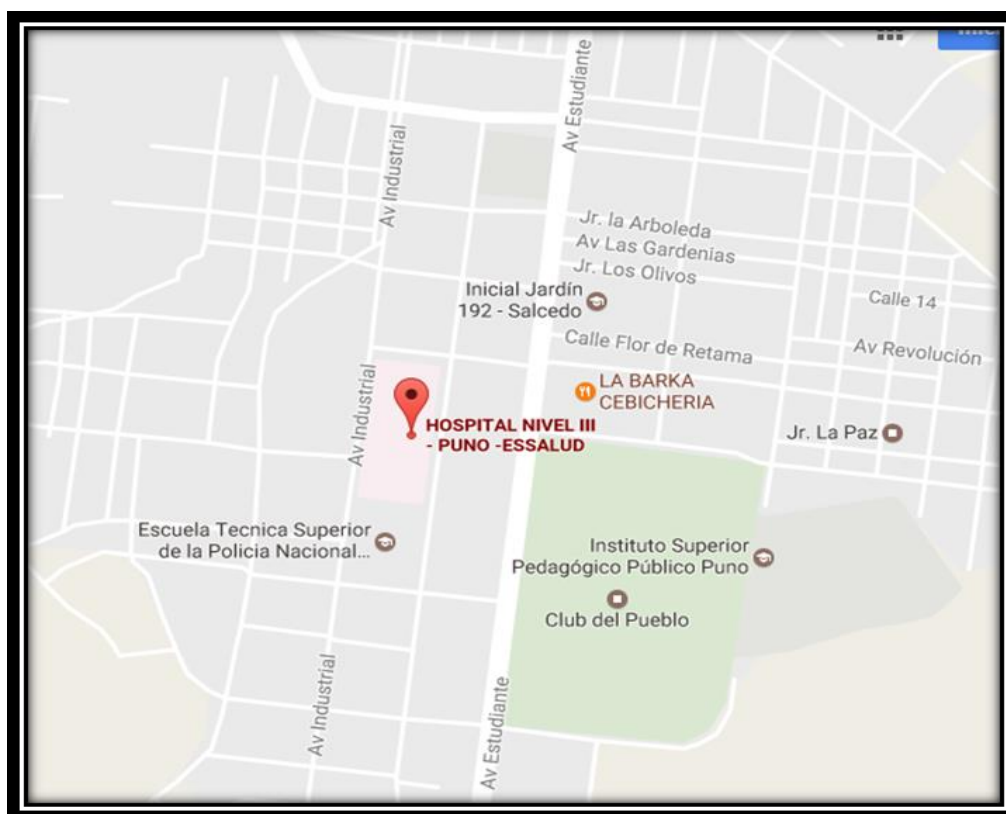 Av Estudiante
Av Industrial
Jr. la Arboleda
Av Las Gardenias
Jr. Los Olivos
Inicial Jardín
192 - Salcedo
Calle 14
Calle Flor de Retama
Av Revolución
LA BARKA
CEBICHERIA
Av Industrial
HOSPITAL NIVEL III
- PUNO -ESSALUD
Jr. La Paz
Escuela Tecnica Superior
de la Policia Nacional...
Instituto Superior
Pedagógico Público Puno
Club del Pueblo
Av Industrial
Av Estudiante